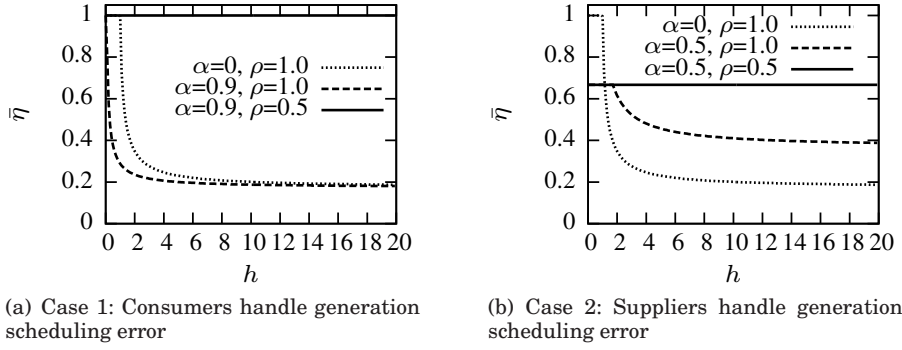 1
0.8
0.6
0.4
0.2
0
η̄
α=0, ρ=1.0
α=0.9, ρ=1.0
α=0.9, ρ=0.5
0 2 4 6 8 10 12 14 16 18 20
h
(a) Case 1: Consumers handle generation
scheduling error
1
0.8
0.6
0.4
0.2
0
η̄
α=0, ρ=1.0
α=0.5, ρ=1.0
α=0.5, ρ=0.5
0 2 4 6 8 10 12 14 16 18 20
h
(b) Case 2: Suppliers handle generation
scheduling error